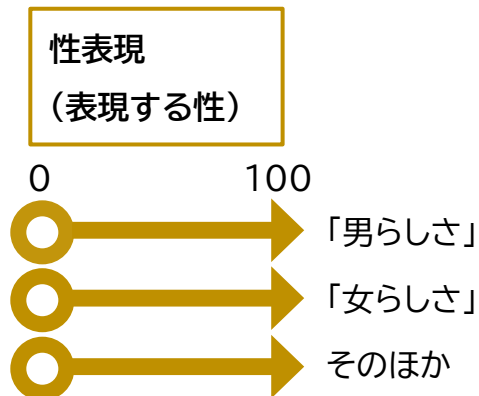 性表現
(表現する性)
0 100
「男らしさ」
「女らしさ」
そのほか